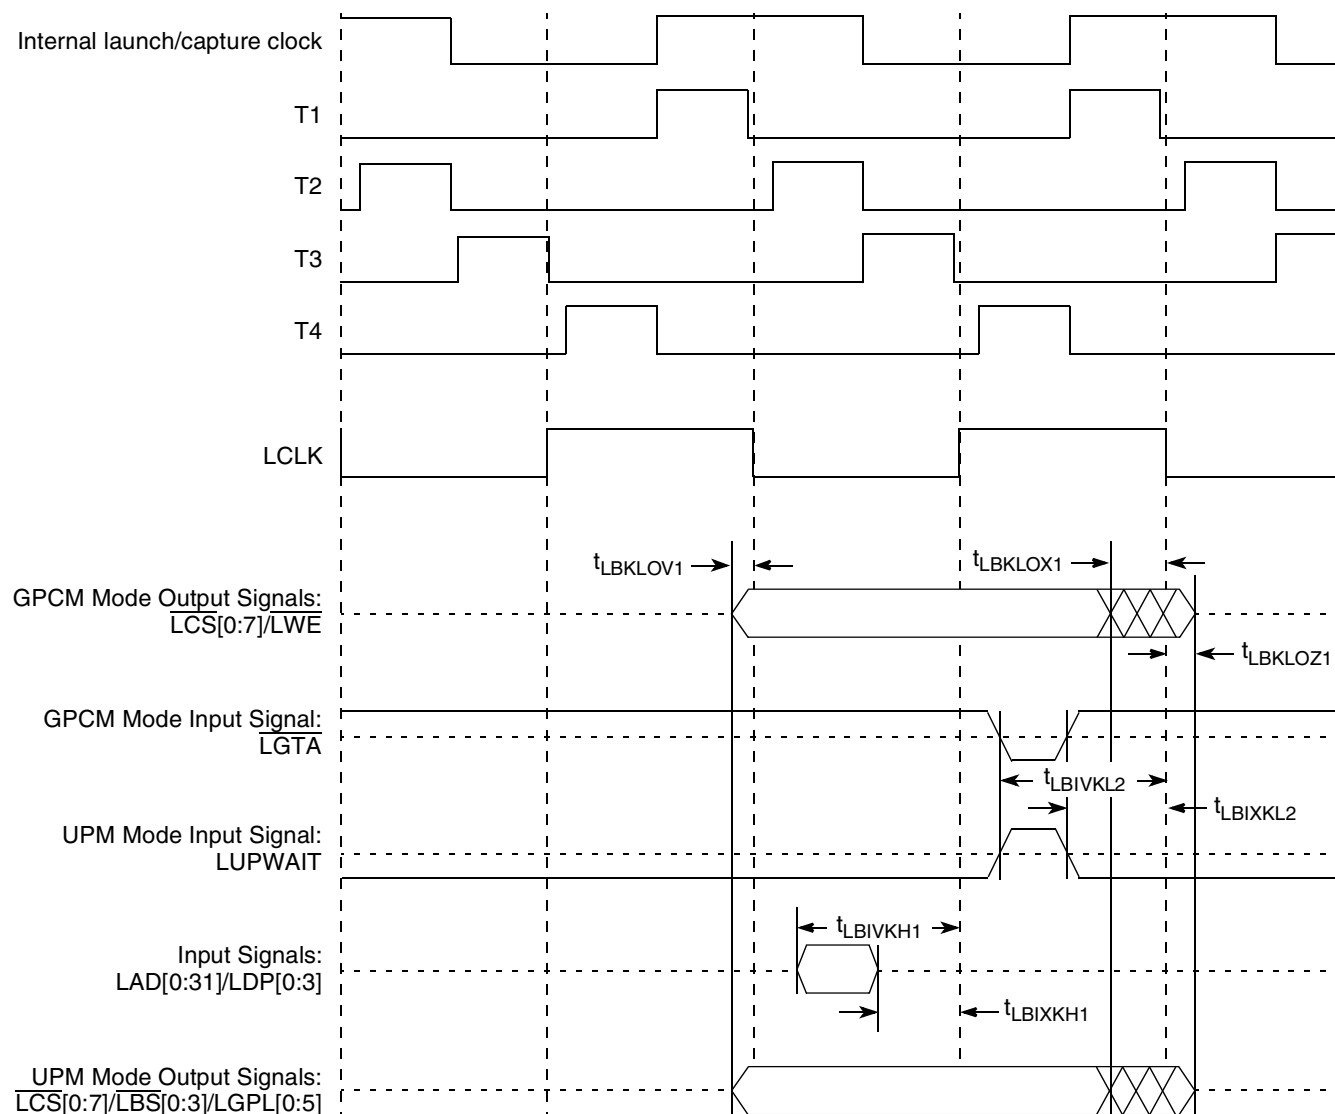 Internal launch/capture clock
T1
T2
T3
T4
LCLK
tLBKLOV1
tLBKLOX1
GPCM Mode Output Signals:
LCS[0:7]/LWE
tLBKLOZ1
GPCM Mode Input Signal:
LGTA
tLBIVKL2
tLBIXKL2
UPM Mode Input Signal:
LUPWAIT
tLBIVKH1
Input Signals:
LAD[0:31]/LDP[0:3]
tLBIXKH1
UPM Mode Output Signals:
LCS[0:7]/LBS[0:3]/LGPL[0:5]